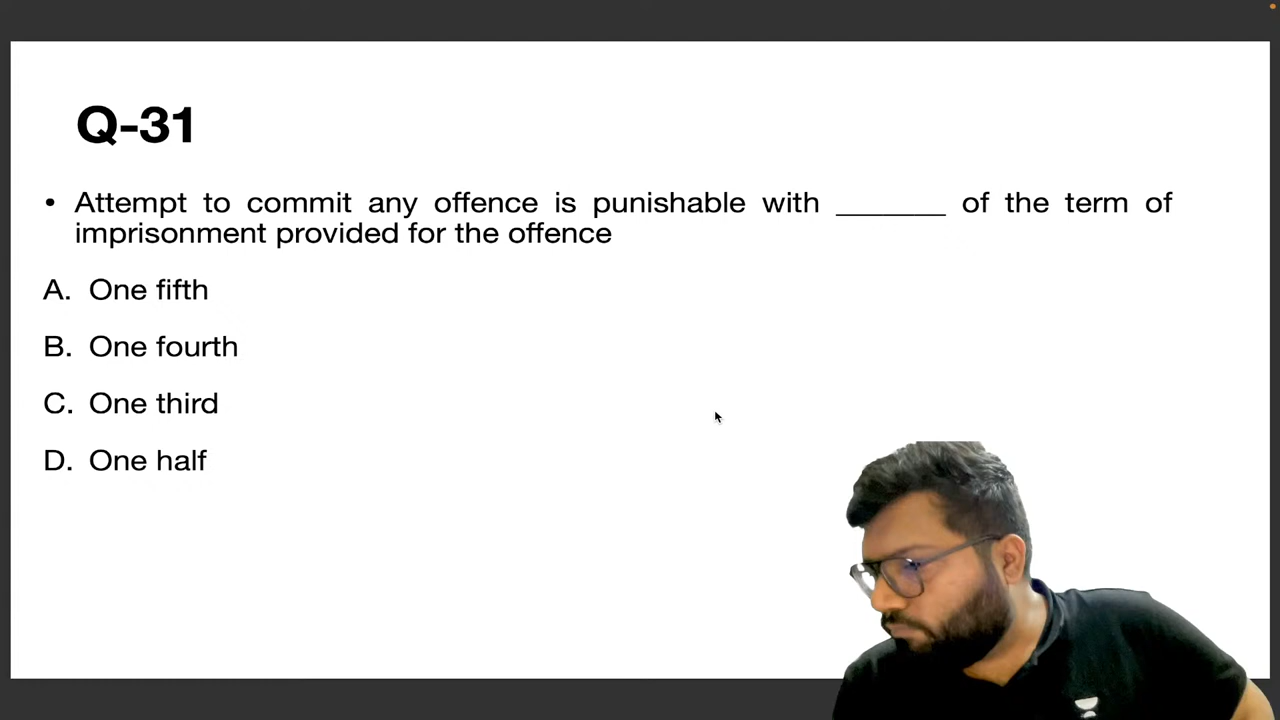 Q-31
• Attempt to commit any offence is punishable with _______ of the term of
imprisonment provided for the offence
A. One fifth
B. One fourth
C. One third
D. One half